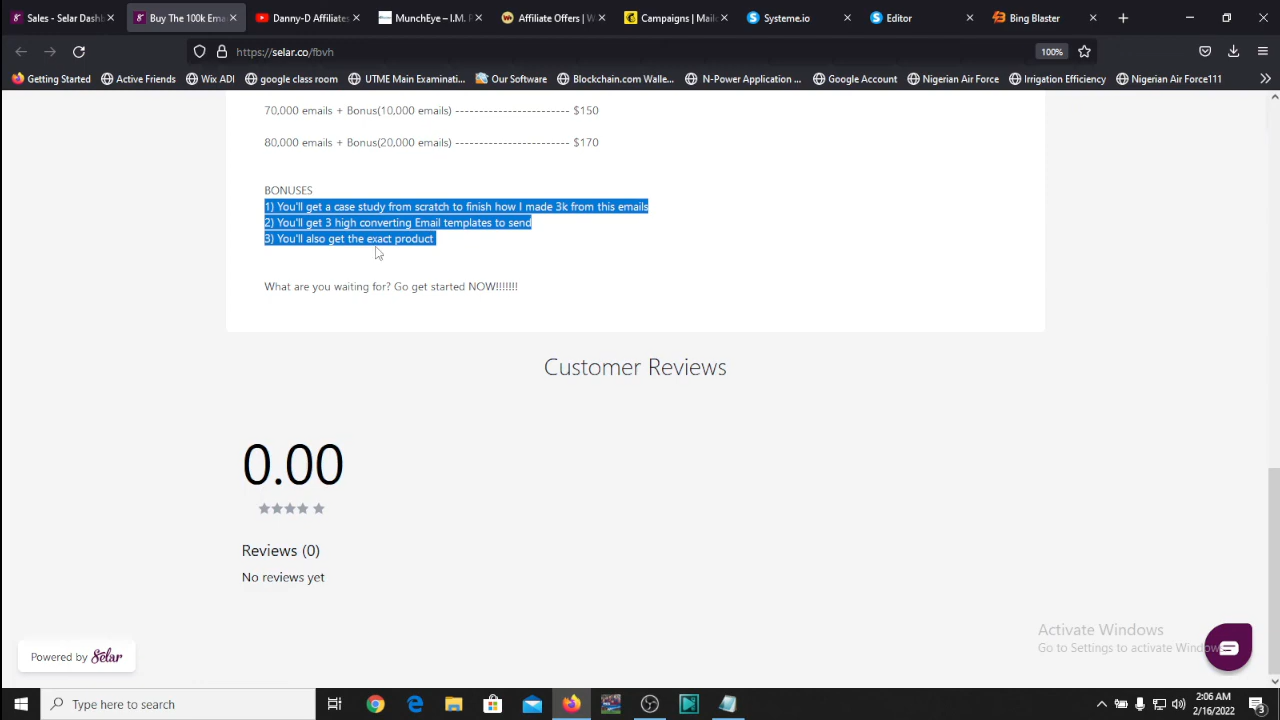 Sales - Selar Dash
Buy The 100k Ema
Danny-D Affiliates
MunchEye – I.M. P
Affiliate Offers | W
Campaigns | Mail
Systeme.io
Editor
Bing Blaster
https://selar.co/fbvh
100%
Getting Started
Active Friends
Wix ADI
google class room
UTME Main Examinati...
Our Software
Blockchain.com Walle...
N-Power Application ...
Google Account
Nigerian Air Force
Irrigation Efficiency
Nigerian Air Force111
70,000 emails + Bonus(10,000 emails) ------------------------ $150
80,000 emails + Bonus(20,000 emails) ------------------------ $170
BONUSES
1) You'll get a case study from scratch to finish how I made 3k from this emails
2) You'll get 3 high converting Email templates to send
3) You'll also get the exact product
What are you waiting for? Go get started NOW!!!!!!!
Customer Reviews
0.00
Reviews (0)
No reviews yet
Powered by Selar
Activate Windows
Go to Settings to activate Windows
Type here to search
2:06 AM
2/16/2022
3